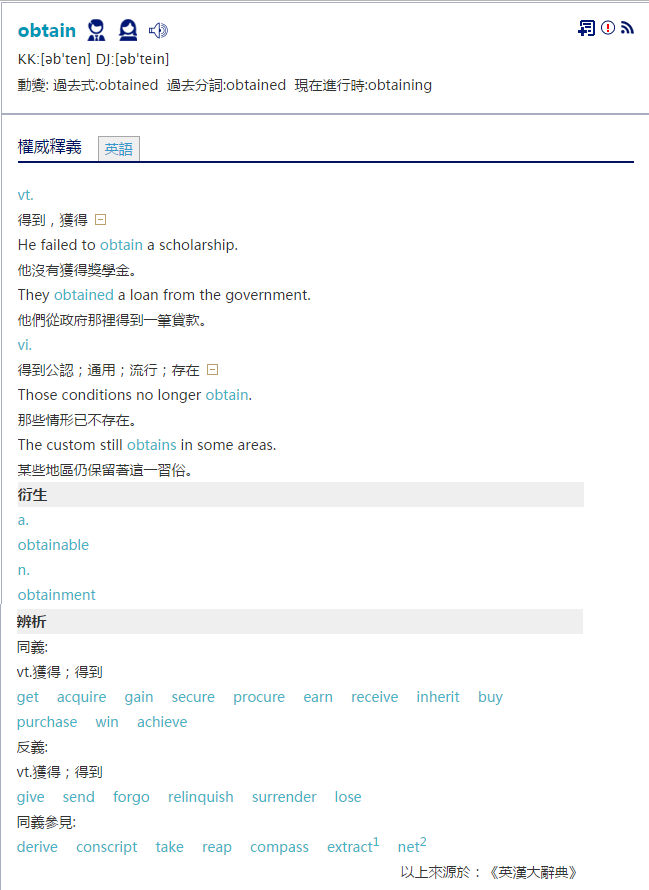 obtain
KK:[əb'ten] DJ:[əb'tein]
動變: 過去式:obtained 過去分詞:obtained 現在進行時:obtaining
權威釋義 英語
vt.
得到，獲得
He failed to obtain a scholarship.
他沒有獲得獎學金。
They obtained a loan from the government.
他們從政府那裡得到一筆貸款。
vi.
得到公認；通用；流行；存在
Those conditions no longer obtain.
那些情形已不存在。
The custom still obtains in some areas.
某些地區仍保留著這一習俗。
衍生
a.
obtainable
n.
obtainment
辨析
同義:
vt.獲得；得到
get acquire gain secure procure earn receive inherit buy
purchase win achieve
反義:
vt.獲得；得到
give send forgo relinquish surrender lose
同義參見:
derive conscript take reap compass extract1 net2
以上來源於：《英漢大辭典》